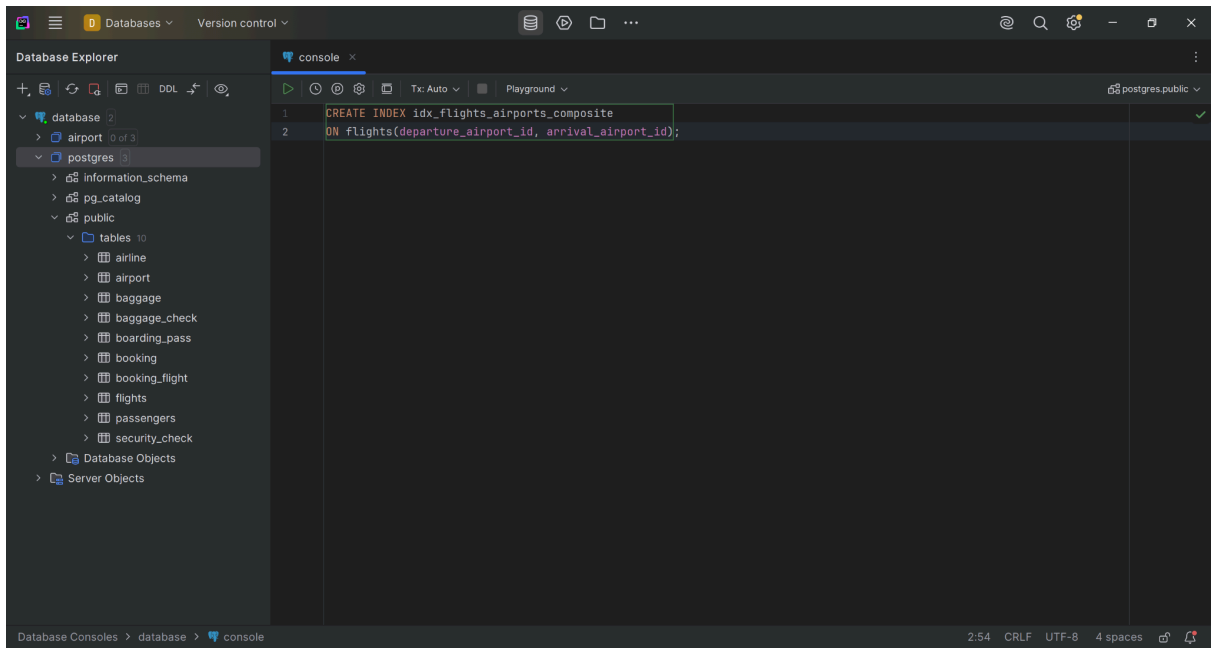 D Databases Version control
Database Explorer
console
DDL
Tx: Auto Playground postgres.public
database 2
airport 0 of 3
postgres 3
information_schema
pg_catalog
public
tables 10
airline
airport
baggage
baggage_check
boarding_pass
booking
booking_flight
flights
passengers
security_check
Database Objects
Server Objects
1 CREATE INDEX idx_flights_airports_composite
2 ON flights(departure_airport_id, arrival_airport_id);
Database Consoles > database > console
2:54 CRLF UTF-8 4 spaces